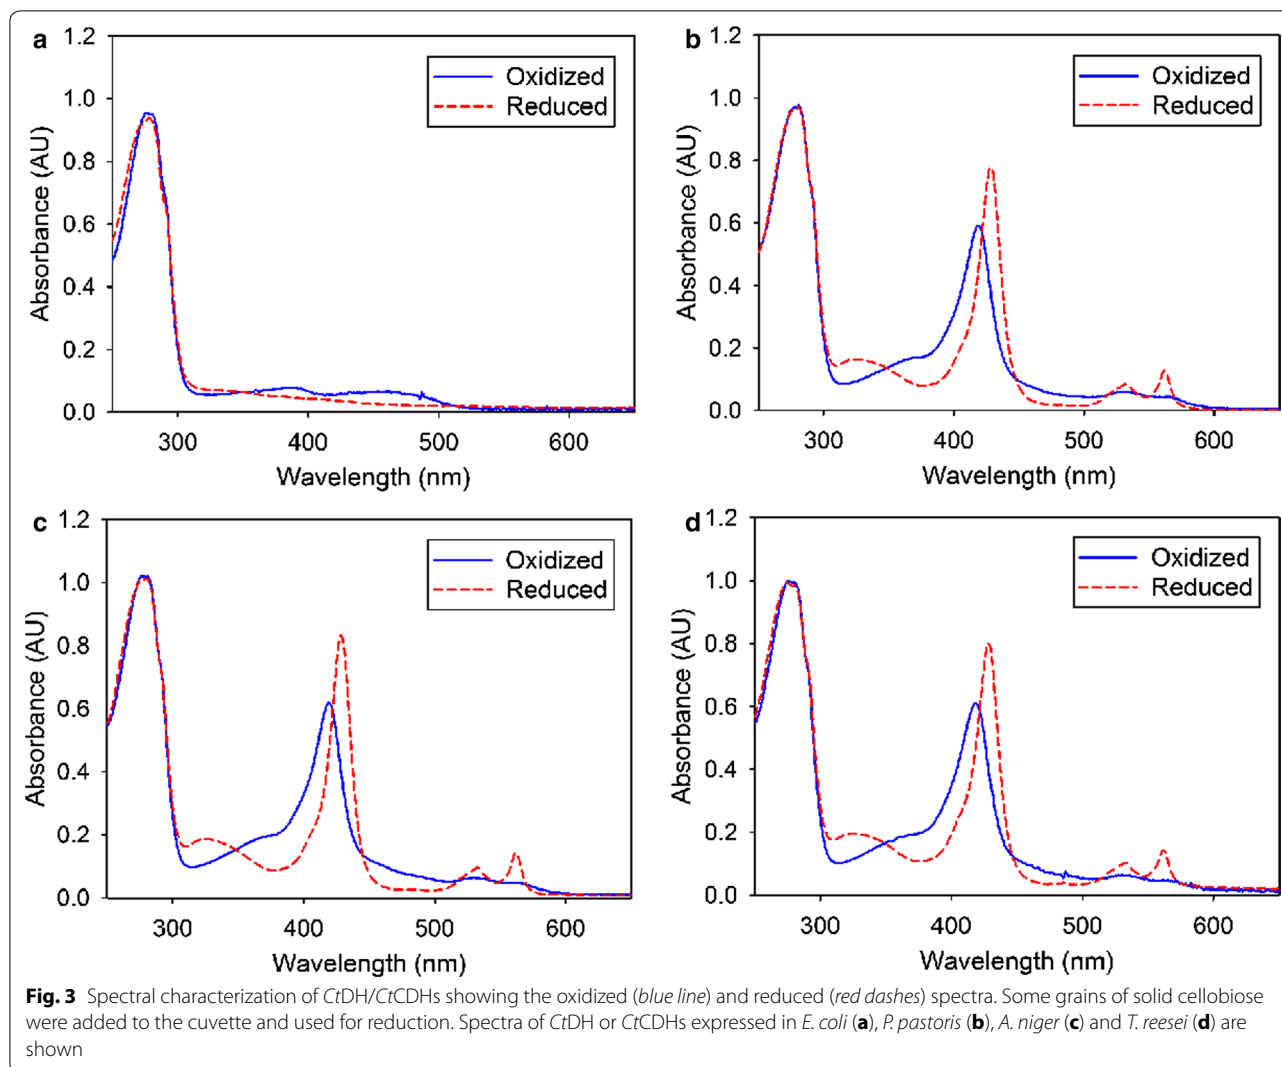 a
1.2
1.0
0.8
0.6
0.4
0.2
0.0
Absorbance (AU)
Oxidized
Reduced
300 400 500 600
Wavelength (nm)
b
1.2
1.0
0.8
0.6
0.4
0.2
0.0
Absorbance (AU)
Oxidized
Reduced
300 400 500 600
Wavelength (nm)
c
1.2
1.0
0.8
0.6
0.4
0.2
0.0
Absorbance (AU)
Oxidized
Reduced
300 400 500 600
Wavelength (nm)
d
1.2
1.0
0.8
0.6
0.4
0.2
0.0
Absorbance (AU)
Oxidized
Reduced
300 400 500 600
Wavelength (nm)
Fig. 3 Spectral characterization of CtDH/CtCDHs showing the oxidized (blue line) and reduced (red dashes) spectra. Some grains of solid cellobiose
were added to the cuvette and used for reduction. Spectra of CtDH or CtCDHs expressed in E. coli (a), P. pastoris (b), A. niger (c) and T. reesei (d) are
shown